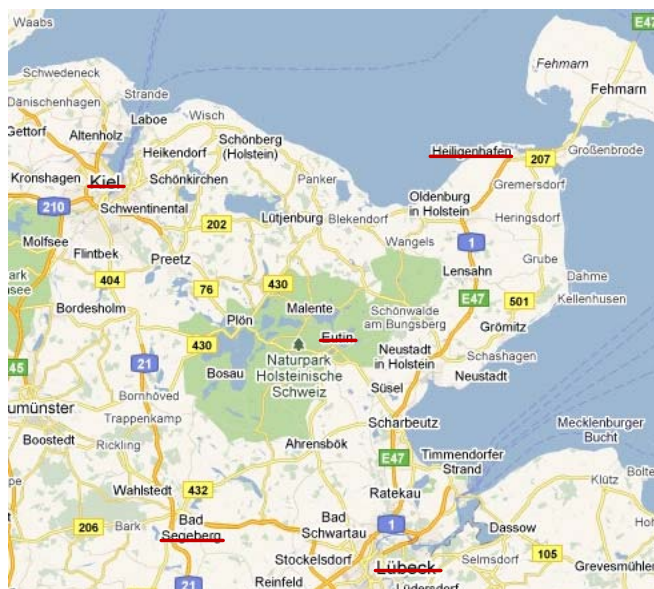 Waabs
E47
Fehmarn
Schwedeneck
Fehmarn
Strande
Dänischenhagen
Laboe
Wisch
Gettorf
Altenholz
Schönberg
(Holstein)
Heikendorf
Heiligenhafen
207
Großenbrode
Kronshagen
Kiel
Schönkirchen
Panker
Gremersdorf
Oldenburg
in Holstein
210
Schwentinental
202
Lütjenburg
Blekendorf
Heringsdorf
Molfsee
Flintbek
Wangels
1
Preetz
Grube
404
76
430
Lensahn
Dahme
Bordesholm
Malente
E47
501
Kellenhusen
Plön
Schönwalde
am Bungsberg
Grömitz
430
Eutin
21
Naturpark
Holsteinische
Schweiz
Neustadt
in Holstein
Schashagen
45
Bosau
Süsel
Neustadt
Bornhöved
umünster
Trappenkamp
Scharbeutz
Mecklenburger
Bucht
Boostedt
Rickling
Ahrensbök
Timmendorfer
Strand
E47
Klütz
Bolte
Wahlstedt
432
Ratekau
206
Bark
Bad
Segeberg
Bad
Schwartau
1
Dassow
Stockelsdorf
Selmsdorf
105
Lübeck
Grevesmühlen
21
Reinfeld
Lüdersdorf